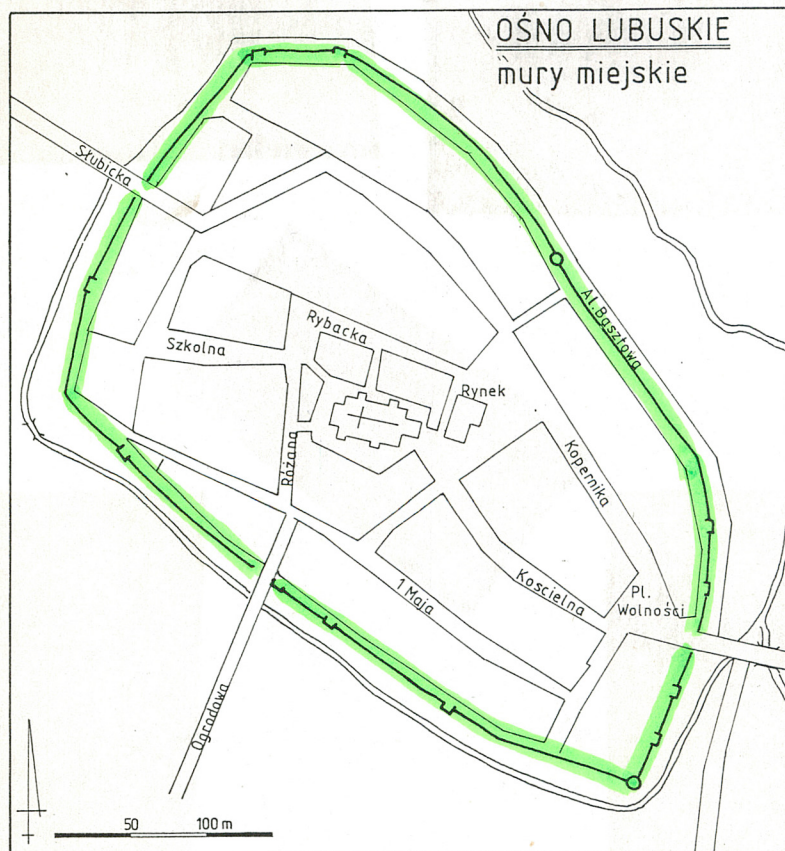 OŚNO LUBUSKIE
mury miejskie
Słubicka
Al. Basztowa
Rybacka
Szkolna
Rynek
Różana
Kopernika
Kościelna
1 Maja
Pl.
Wolności
Ogrodowa
50 100 m